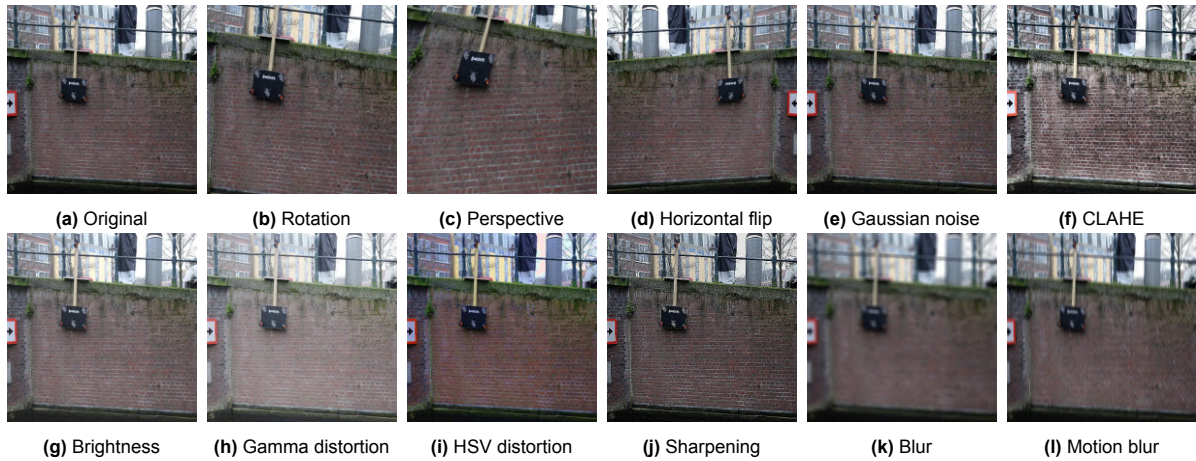 (a) Original
(b) Rotation
(c) Perspective
(d) Horizontal flip
(e) Gaussian noise
(f) CLAHE
(g) Brightness
(h) Gamma distortion
(i) HSV distortion
(j) Sharpening
(k) Blur
(l) Motion blur